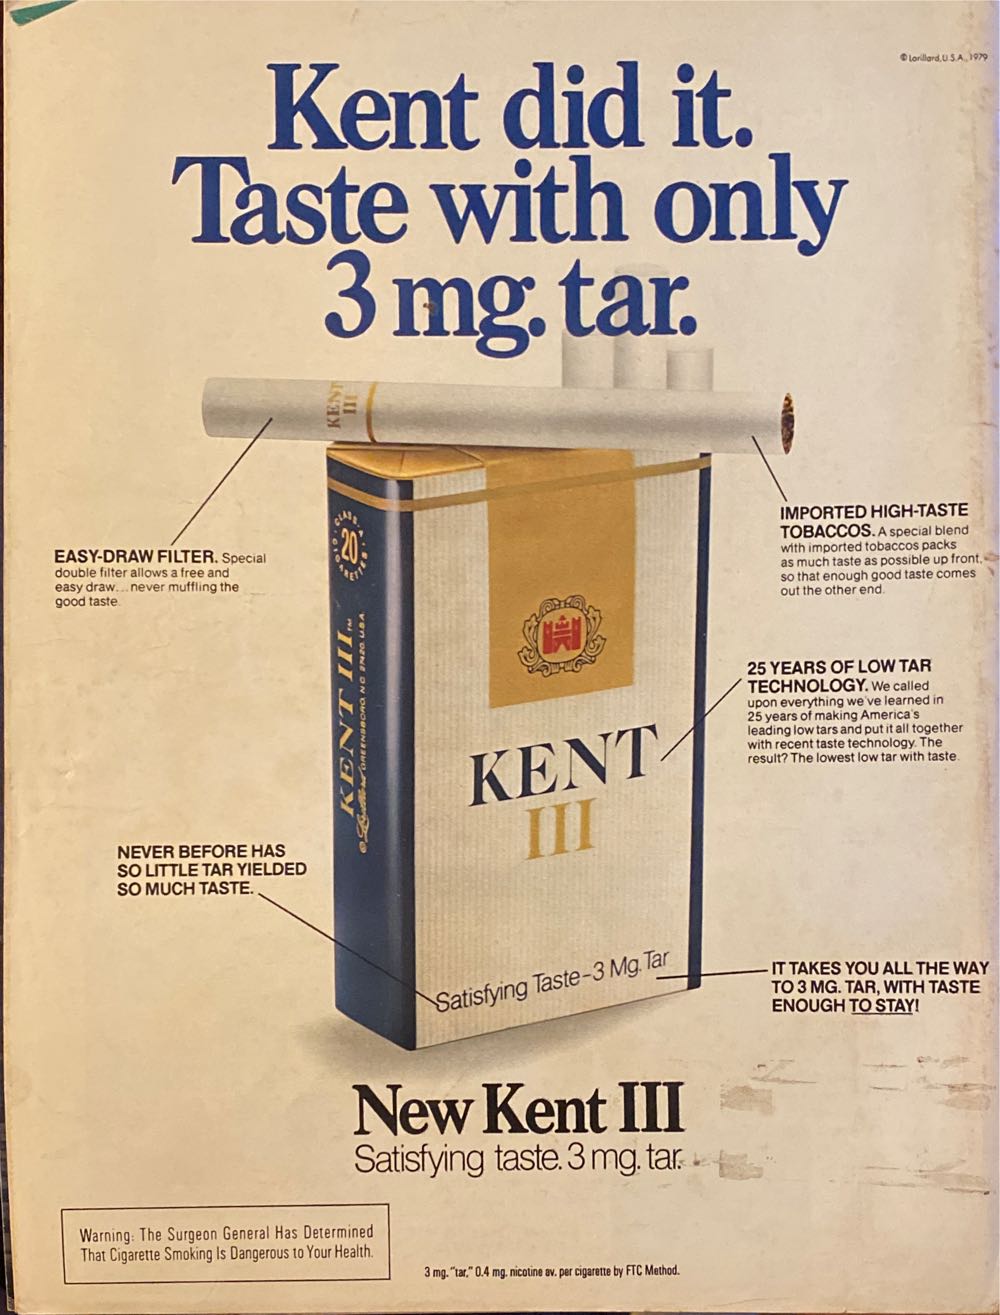 © Lorillard, U.S.A., 1979
Kent did it.
Taste with only
3 mg. tar.
KENT
III
EASY-DRAW FILTER. Special
double filter allows a free and
easy draw...never muffling the
good taste.
IMPORTED HIGH-TASTE
TOBACCOS. A special blend
with imported tobaccos packs
as much taste as possible up front,
so that enough good taste comes
out the other end.
20
CLASS A
CIGARETTES
KENT III™
© Lorillard GREENSBORO, NC 27420 U.S.A.
25 YEARS OF LOW TAR
TECHNOLOGY. We called
upon everything we've learned in
25 years of making America's
leading low tars and put it all together
with recent taste technology. The
result? The lowest low tar with taste.
KENT
III
NEVER BEFORE HAS
SO LITTLE TAR YIELDED
SO MUCH TASTE.
Satisfying Taste-3 Mg. Tar
IT TAKES YOU ALL THE WAY
TO 3 MG. TAR, WITH TASTE
ENOUGH TO STAY!
New Kent III
Satisfying taste. 3 mg. tar.
Warning: The Surgeon General Has Determined
That Cigarette Smoking Is Dangerous to Your Health.
3 mg. "tar," 0.4 mg. nicotine av. per cigarette by FTC Method.